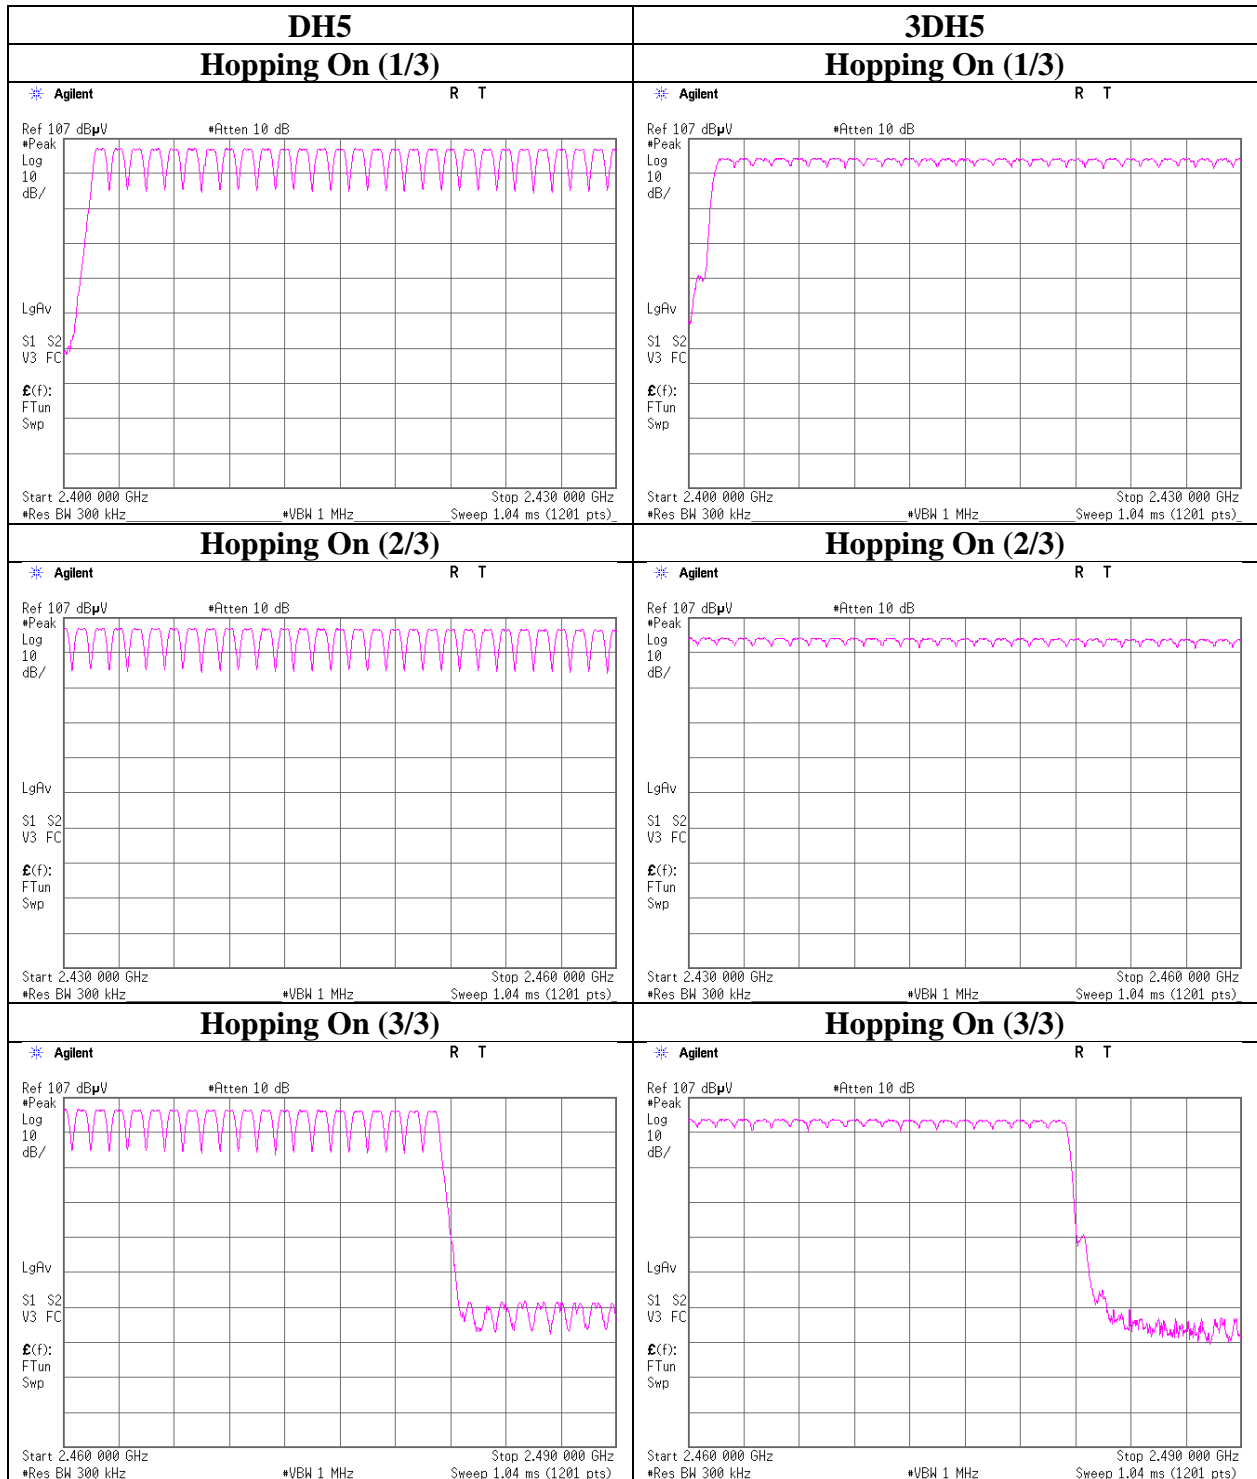 DH5 3DH5
Hopping On (1/3) Hopping On (1/3)
Agilent R T
Ref 107 dBµV #Atten 10 dB
#Peak
Log
10
dB/
LgAv
S1 S2
V3 FC
£(f):
FTun
Swp
Start 2.400 000 GHz Stop 2.430 000 GHz
#Res BW 300 kHz #VBW 1 MHz Sweep 1.04 ms (1201 pts)
Agilent R T
Ref 107 dBµV #Atten 10 dB
#Peak
Log
10
dB/
LgAv
S1 S2
V3 FC
£(f):
FTun
Swp
Start 2.400 000 GHz Stop 2.430 000 GHz
#Res BW 300 kHz #VBW 1 MHz Sweep 1.04 ms (1201 pts)
Hopping On (2/3) Hopping On (2/3)
Agilent R T
Ref 107 dBµV #Atten 10 dB
#Peak
Log
10
dB/
LgAv
S1 S2
V3 FC
£(f):
FTun
Swp
Start 2.430 000 GHz Stop 2.460 000 GHz
#Res BW 300 kHz #VBW 1 MHz Sweep 1.04 ms (1201 pts)
Agilent R T
Ref 107 dBµV #Atten 10 dB
#Peak
Log
10
dB/
LgAv
S1 S2
V3 FC
£(f):
FTun
Swp
Start 2.430 000 GHz Stop 2.460 000 GHz
#Res BW 300 kHz #VBW 1 MHz Sweep 1.04 ms (1201 pts)
Hopping On (3/3) Hopping On (3/3)
Agilent R T
Ref 107 dBµV #Atten 10 dB
#Peak
Log
10
dB/
LgAv
S1 S2
V3 FC
£(f):
FTun
Swp
Start 2.460 000 GHz Stop 2.490 000 GHz
#Res BW 300 kHz #VBW 1 MHz Sweep 1.04 ms (1201 pts)
Agilent R T
Ref 107 dBµV #Atten 10 dB
#Peak
Log
10
dB/
LgAv
S1 S2
V3 FC
£(f):
FTun
Swp
Start 2.460 000 GHz Stop 2.490 000 GHz
#Res BW 300 kHz #VBW 1 MHz Sweep 1.04 ms (1201 pts)